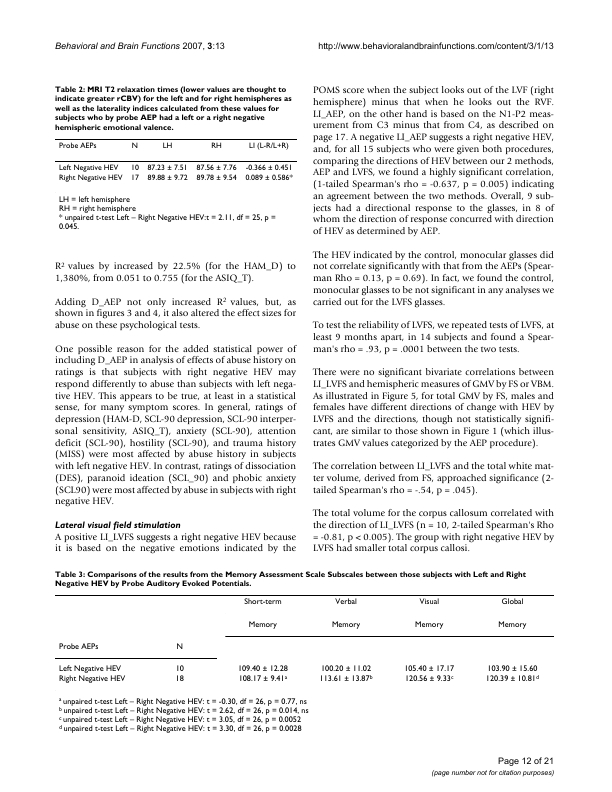 Behavioral and Brain Functions 2007, 3:13
http://www.behavioralandbrainfunctions.com/content/3/1/13
Table 2: MRI T2 relaxation times (lower values are thought to
indicate greater rCBV) for the left and for right hemispheres as
well as the laterality indices calculated from these values for
subjects who by probe AEP had a left or a right negative
hemispheric emotional valence.
Probe AEPs N LH RH LI (L-R/L+R)
Left Negative HEV 10 87.23 ± 7.51 87.56 ± 7.76 -0.366 ± 0.451
Right Negative HEV 17 89.88 ± 9.72 89.78 ± 9.54 0.089 ± 0.586*
LH = left hemisphere
RH = right hemisphere
* unpaired t-test Left – Right Negative HEV:t = 2.11, df = 25, p =
0.045.
R² values by increased by 22.5% (for the HAM_D) to
1,380%, from 0.051 to 0.755 (for the ASIQ_T).
Adding D_AEP not only increased R² values, but, as
shown in figures 3 and 4, it also altered the effect sizes for
abuse on these psychological tests.
One possible reason for the added statistical power of
including D_AEP in analysis of effects of abuse history on
ratings is that subjects with right negative HEV may
respond differently to abuse than subjects with left nega-
tive HEV. This appears to be true, at least in a statistical
sense, for many symptom scores. In general, ratings of
depression (HAM-D, SCL-90 depression, SCL-90 interper-
sonal sensitivity, ASIQ_T), anxiety (SCL-90), attention
deficit (SCL-90), hostility (SCL-90), and trauma history
(MISS) were most affected by abuse history in subjects
with left negative HEV. In contrast, ratings of dissociation
(DES), paranoid ideation (SCL_90) and phobic anxiety
(SCL90) were most affected by abuse in subjects with right
negative HEV.
Lateral visual field stimulation
A positive LI_LVFS suggests a right negative HEV because
it is based on the negative emotions indicated by the
POMS score when the subject looks out of the LVF (right
hemisphere) minus that when he looks out the RVF.
LI_AEP, on the other hand is based on the N1-P2 meas-
urement from C3 minus that from C4, as described on
page 17. A negative LI_AEP suggests a right negative HEV,
and, for all 15 subjects who were given both procedures,
comparing the directions of HEV between our 2 methods,
AEP and LVFS, we found a highly significant correlation,
(1-tailed Spearman's rho = -0.637, p = 0.005) indicating
an agreement between the two methods. Overall, 9 sub-
jects had a directional response to the glasses, in 8 of
whom the direction of response concurred with direction
of HEV as determined by AEP.
The HEV indicated by the control, monocular glasses did
not correlate significantly with that from the AEPs (Spear-
man Rho = 0.13, p = 0.69). In fact, we found the control,
monocular glasses to be not significant in any analyses we
carried out for the LVFS glasses.
To test the reliability of LVFS, we repeated tests of LVFS, at
least 9 months apart, in 14 subjects and found a Spear-
man's rho = .93, p = .0001 between the two tests.
There were no significant bivariate correlations between
LI_LVFS and hemispheric measures of GMV by FS or VBM.
As illustrated in Figure 5, for total GMV by FS, males and
females have different directions of change with HEV by
LVFS and the directions, though not statistically signifi-
cant, are similar to those shown in Figure 1 (which illus-
trates GMV values categorized by the AEP procedure).
The correlation between LI_LVFS and the total white mat-
ter volume, derived from FS, approached significance (2-
tailed Spearman's rho = -.54, p = .045).
The total volume for the corpus callosum correlated with
the direction of LI_LVFS (n = 10, 2-tailed Spearman's Rho
= -0.81, p < 0.005). The group with right negative HEV by
LVFS had smaller total corpus callosi.
Table 3: Comparisons of the results from the Memory Assessment Scale Subscales between those subjects with Left and Right
Negative HEV by Probe Auditory Evoked Potentials.
Short-term Verbal Visual Global
Memory Memory Memory Memory
Probe AEPs N
Left Negative HEV 10 109.40 ± 12.28 100.20 ± 11.02 105.40 ± 17.17 103.90 ± 15.60
Right Negative HEV 18 108.17 ± 9.41ᵃ 113.61 ± 13.87ᵇ 120.56 ± 9.33ᶜ 120.39 ± 10.81ᵈ
ᵃ unpaired t-test Left – Right Negative HEV: t = -0.30, df = 26, p = 0.77, ns
ᵇ unpaired t-test Left – Right Negative HEV: t = 2.62, df = 26, p = 0.014, ns
ᶜ unpaired t-test Left – Right Negative HEV: t = 3.05, df = 26, p = 0.0052
ᵈ unpaired t-test Left – Right Negative HEV: t = 3.30, df = 26, p = 0.0028
Page 12 of 21
(page number not for citation purposes)